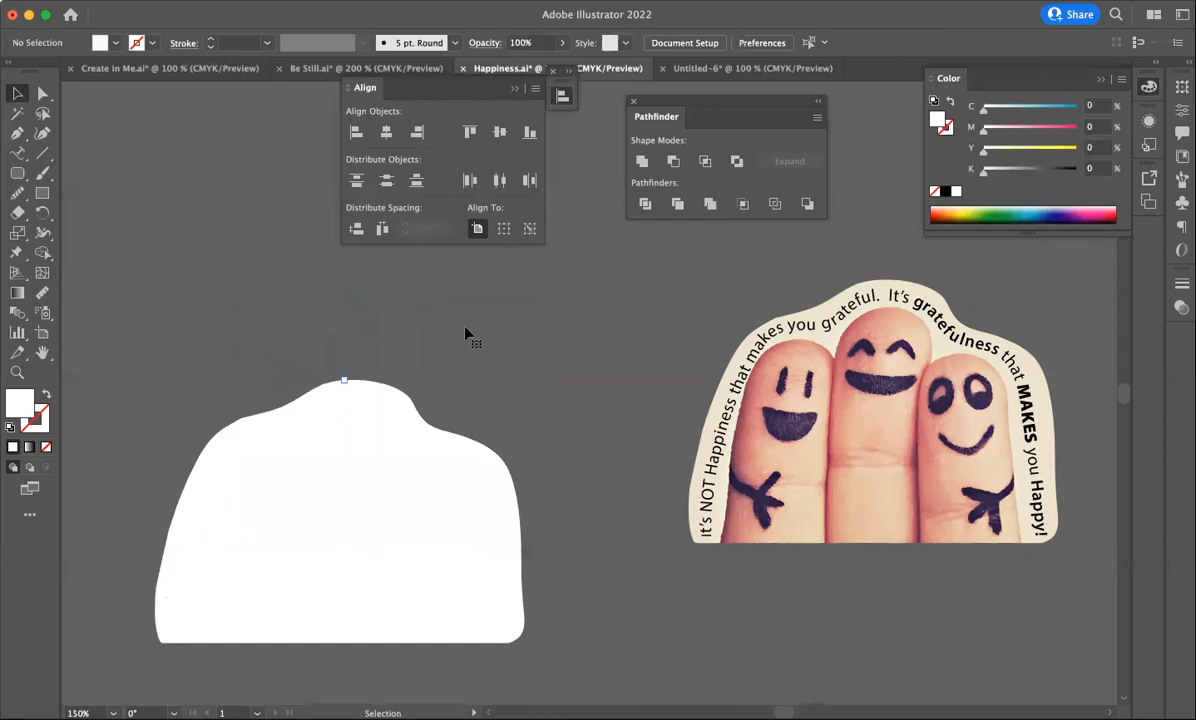 Adobe Illustrator 2022
Share
No Selection
Stroke:
5 pt. Round
Opacity:
100%
Style:
Document Setup
Preferences
Create in Me.ai* @ 100 % (CMYK/Preview)
Be Still.ai* @ 200 % (CMYK/Preview)
Happiness.ai* @
CMYK/Preview)
Untitled-6* @ 100 % (CMYK/Preview)
Align
Align Objects:
Distribute Objects:
Distribute Spacing:
Align To:
Pathfinder
Shape Modes:
Expand
Pathfinders:
Color
C 0 %
M 0 %
Y 0 %
K 0 %
It's NOT Happiness that makes you grateful. It's gratefulness that MAKES you Happy!
150%
0°
1
Selection